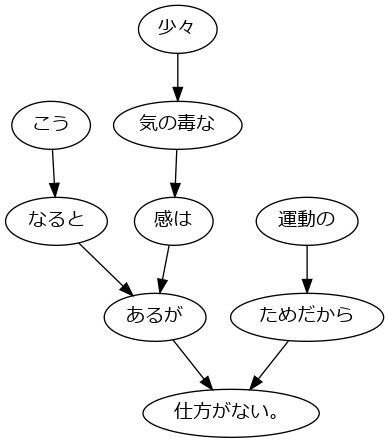 少々
こう
気の毒な
なると
感は
運動の
あるが
ためだから
仕方がない。